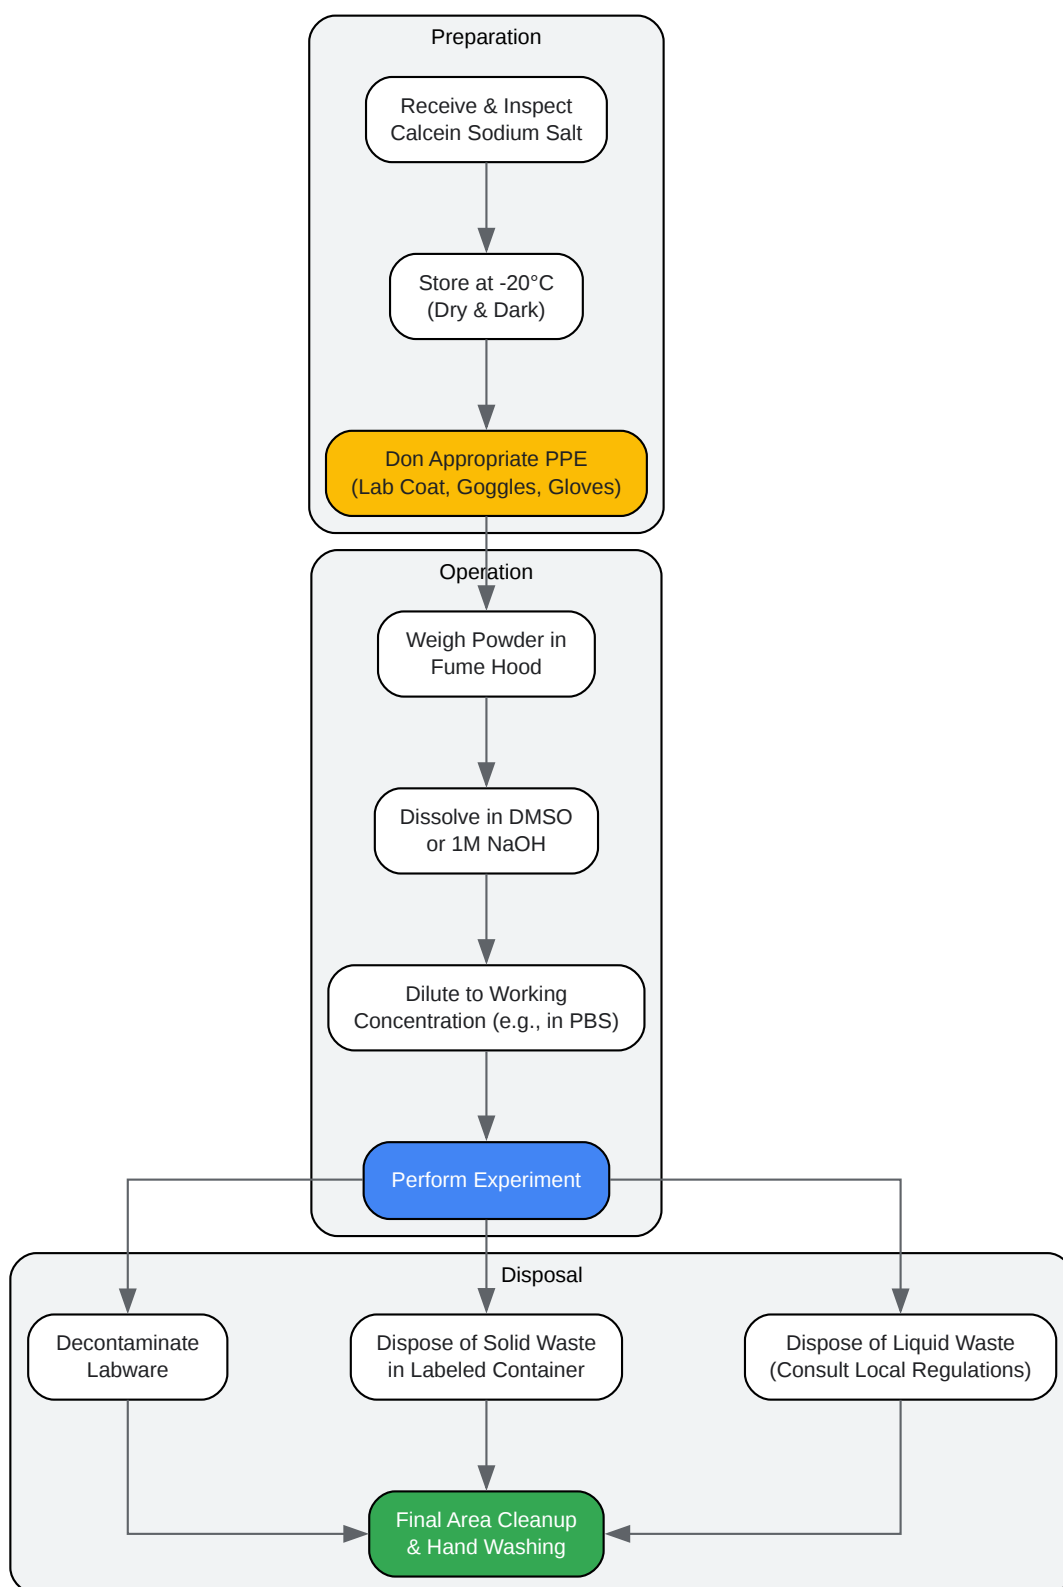 Preparation
Receive & Inspect
Calcein Sodium Salt
Store at -20°C
(Dry & Dark)
Don Appropriate PPE
(Lab Coat, Goggles, Gloves)
Operation
Weigh Powder in
Fume Hood
Dissolve in DMSO
or 1M NaOH
Dilute to Working
Concentration (e.g., in PBS)
Perform Experiment
Disposal
Decontaminate
Labware
Dispose of Solid Waste
in Labeled Container
Dispose of Liquid Waste
(Consult Local Regulations)
Final Area Cleanup
& Hand Washing